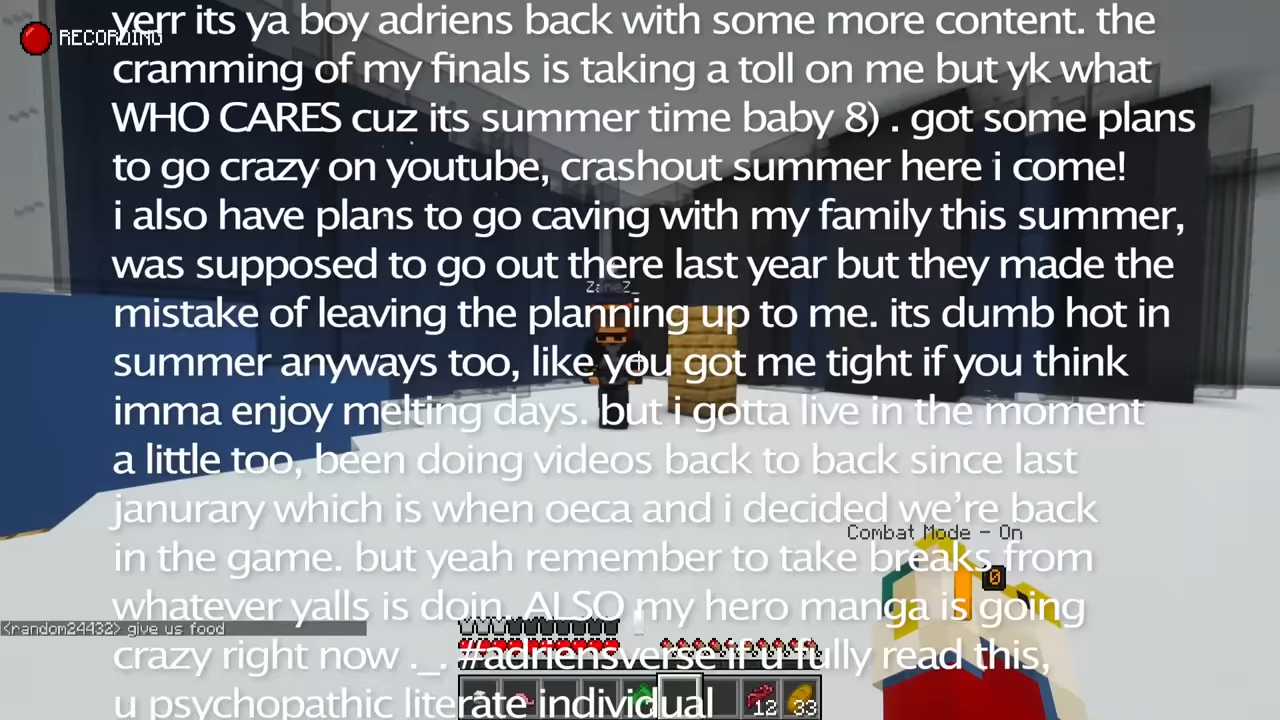 yerr its ya boy adriens back with some more content. the
RECORDING
cramming of my finals is taking a toll on me but yk what
WHO CARES cuz its summer time baby 8) . got some plans
to go crazy on youtube, crashout summer here i come!
i also have plans to go caving with my family this summer,
was supposed to go out there last year but they made the
mistake of leaving the planning up to me. its dumb hot in
summer anyways too, like you got me tight if you think
imma enjoy melting days. but i gotta live in the moment
a little too, been doing videos back to back since last
janurary which is when oeca and i decided we're back
Combat Mode - On
in the game. but yeah remember to take breaks from
0
whatever yalls is doin. ALSO my hero manga is going
<random24432> give us food
crazy right now ._. #adriensverse if u fully read this,
u psychopathic literate individual
12 33